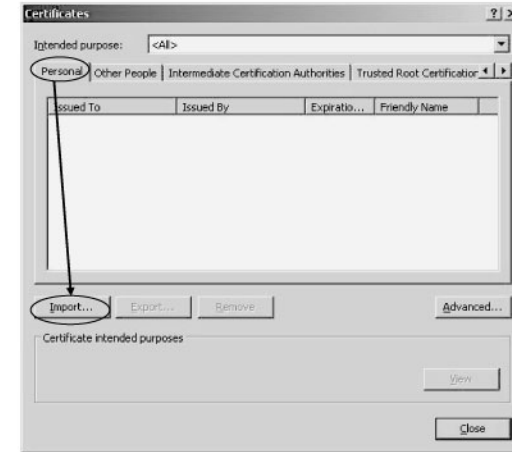 Certificates
Intended purpose: <All>
Personal Other People Intermediate Certification Authorities Trusted Root Certification
Issued To Issued By Expiratio... Friendly Name
Import... Export... Remove Advanced...
Certificate intended purposes
View
Close